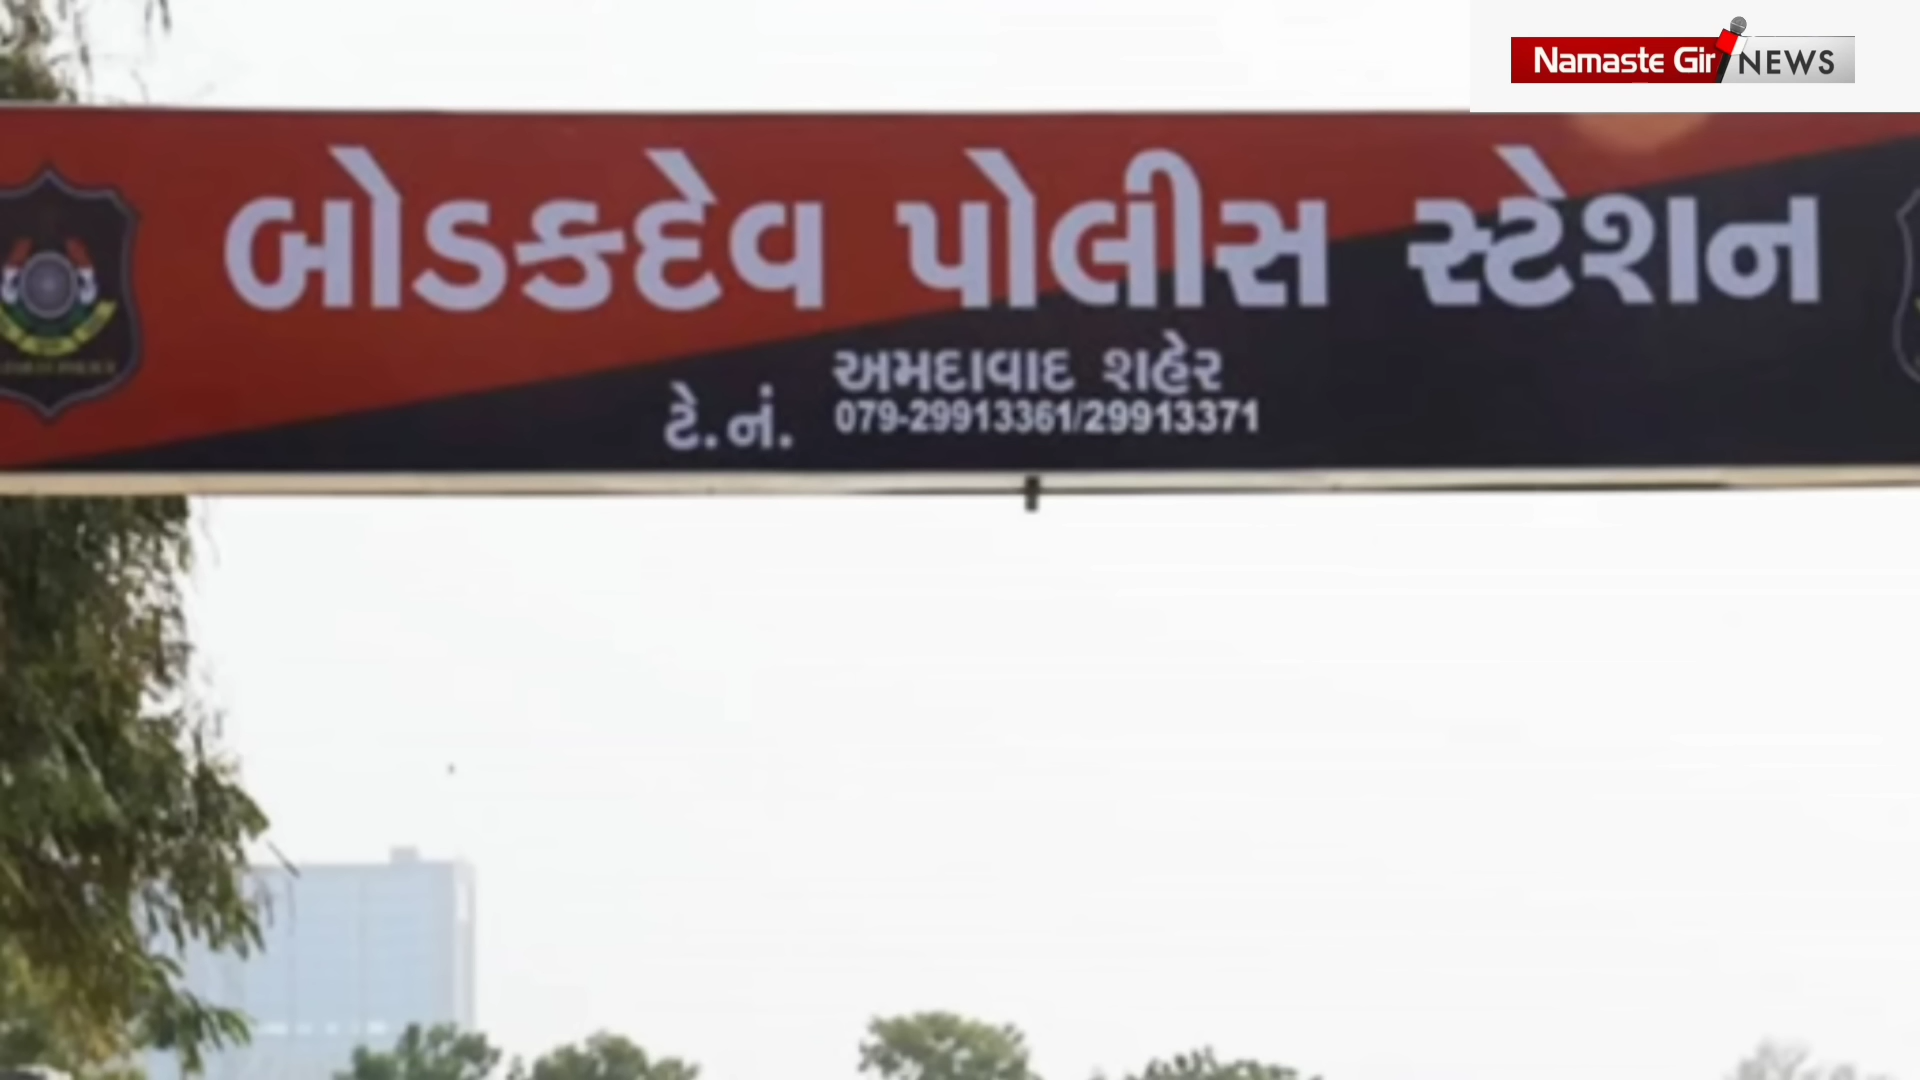 Namaste Gir NEWS
બોડકદેવ પોલીસ સ્ટેશન
અમદાવાદ શહેર
ટે.નં. 079-29913361/29913371